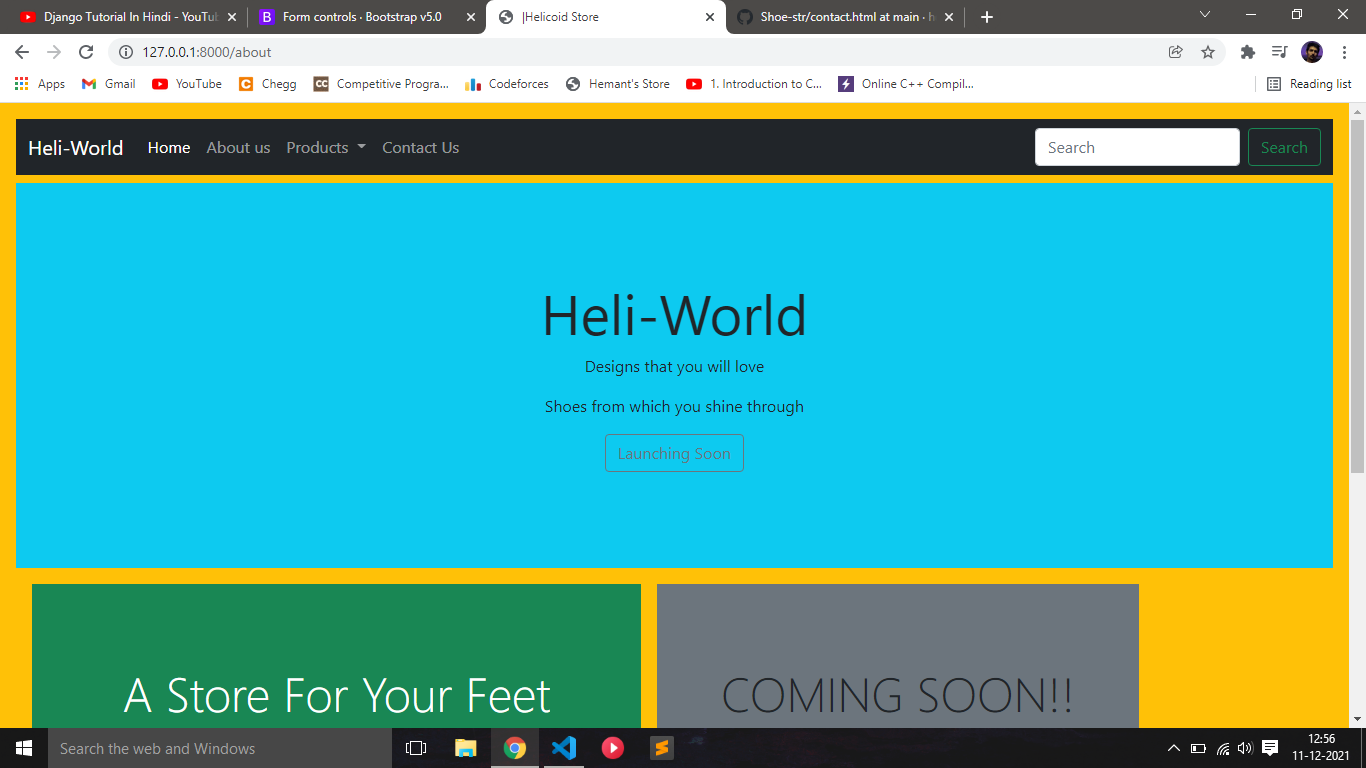 Django Tutorial In Hindi - YouTu
Form controls · Bootstrap v5.0
|Helicoid Store
Shoe-str/contact.html at main · h
127.0.0.1:8000/about
Apps
Gmail
YouTube
Chegg
Competitive Progra...
Codeforces
Hemant's Store
1. Introduction to C...
Online C++ Compil...
Reading list
Heli-World
Home
About us
Products
Contact Us
Search
Search
Heli-World
Designs that you will love
Shoes from which you shine through
Launching Soon
A Store For Your Feet
COMING SOON!!
Search the web and Windows
12:56
11-12-2021